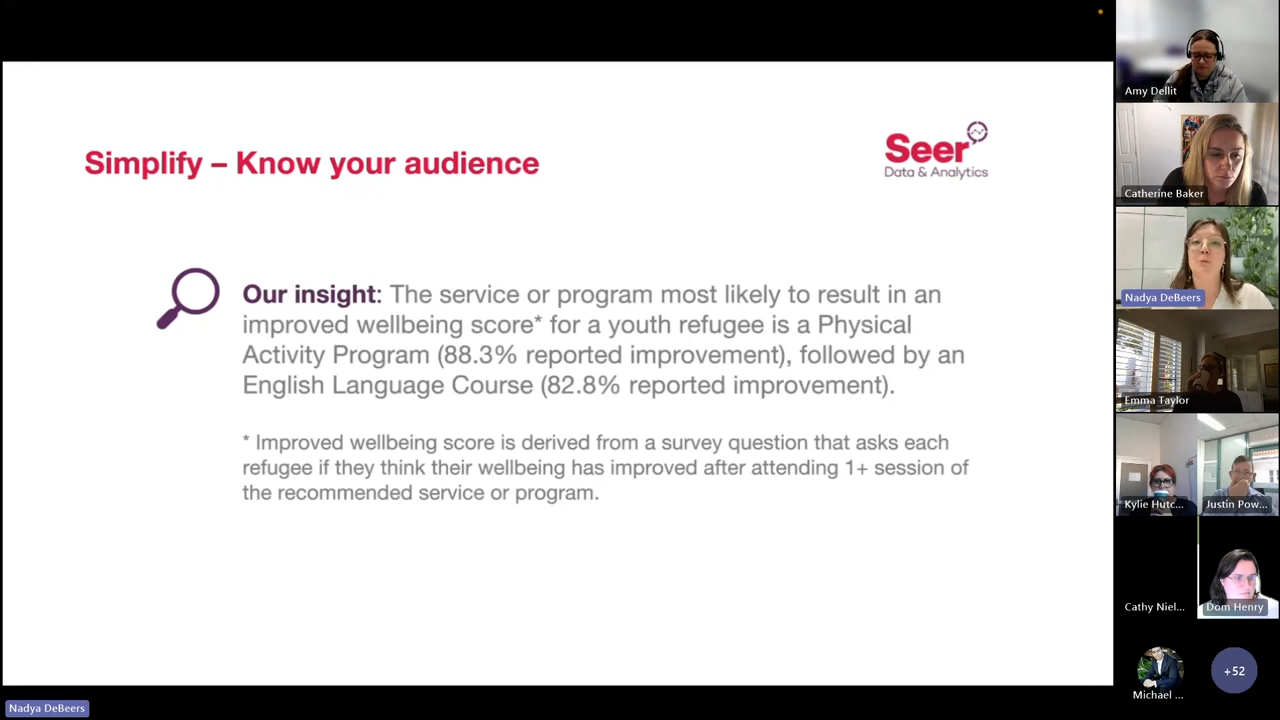 Simplify – Know your audience
Seer
Data & Analytics
Our insight: The service or program most likely to result in an
improved wellbeing score* for a youth refugee is a Physical
Activity Program (88.3% reported improvement), followed by an
English Language Course (82.8% reported improvement).
* Improved wellbeing score is derived from a survey question that asks each
refugee if they think their wellbeing has improved after attending 1+ session of
the recommended service or program.
Amy Dellit
Catherine Baker
Nadya DeBeers
Emma Taylor
Kylie Hutc...
Justin Pow...
Cathy Niel...
Dom Henry
Michael ...
+52
Nadya DeBeers